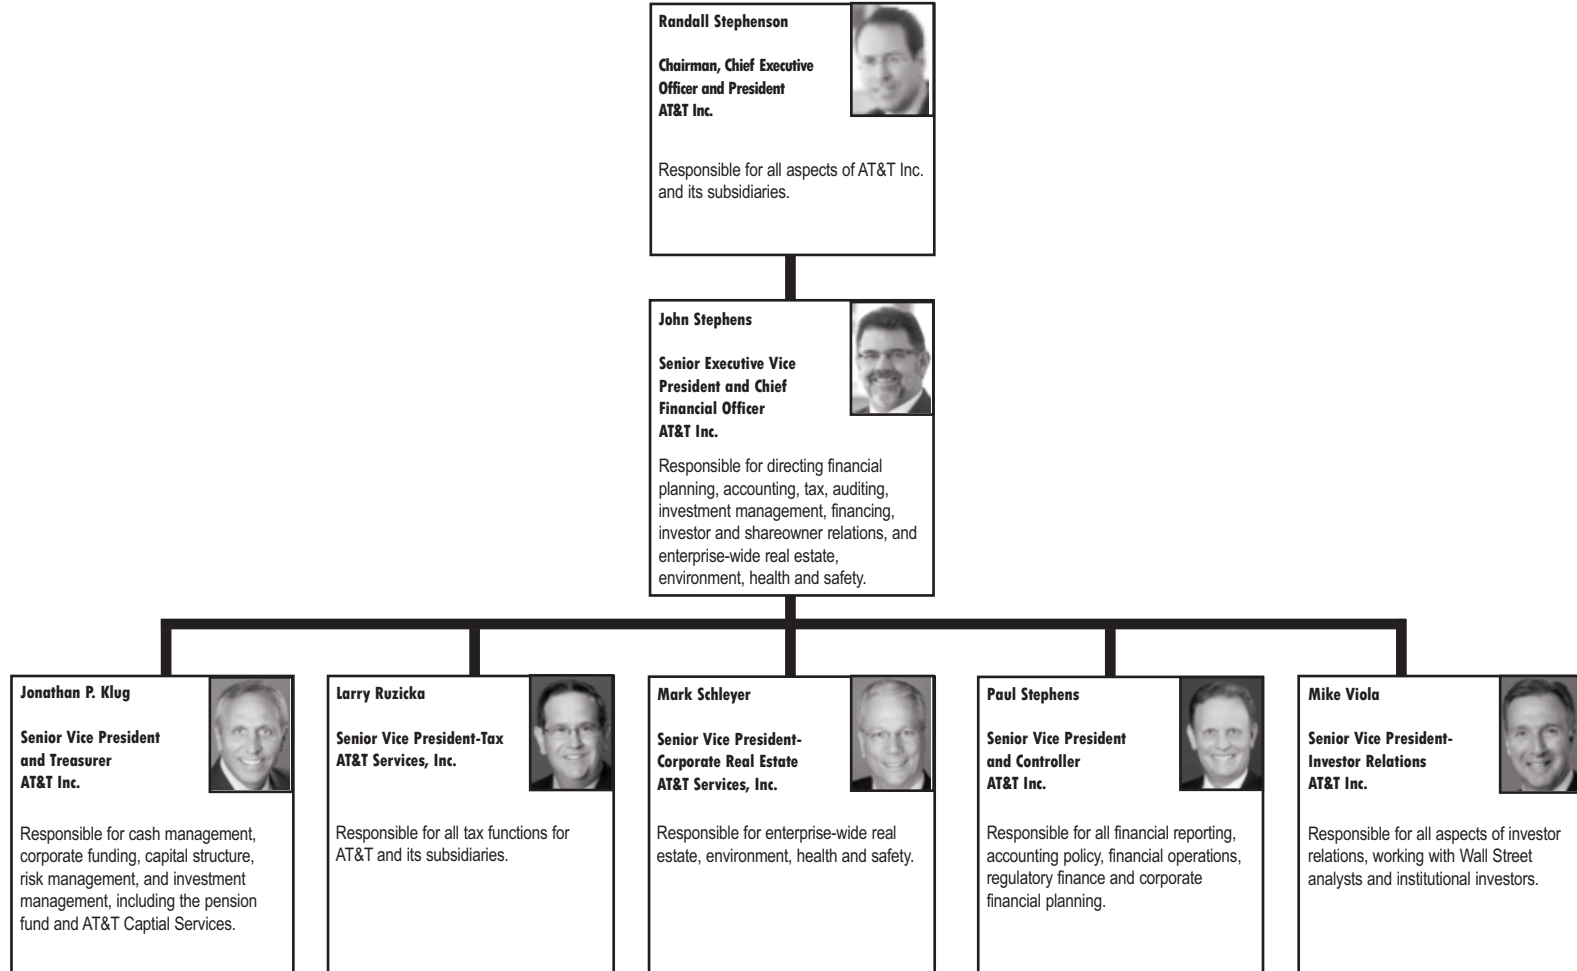 Randall Stephenson
Chairman, Chief Executive
Officer and President
AT&T Inc.
Responsible for all aspects of AT&T Inc.
and its subsidiaries.
John Stephens
Senior Executive Vice
President and Chief
Financial Officer
AT&T Inc.
Responsible for directing financial
planning, accounting, tax, auditing,
investment management, financing,
investor and shareowner relations, and
enterprise-wide real estate,
environment, health and safety.
Jonathan P. Klug
Senior Vice President
and Treasurer
AT&T Inc.
Responsible for cash management,
corporate funding, capital structure,
risk management, and investment
management, including the pension
fund and AT&T Captial Services.
Larry Ruzicka
Senior Vice President-Tax
AT&T Services, Inc.
Responsible for all tax functions for
AT&T and its subsidiaries.
Mark Schleyer
Senior Vice President-
Corporate Real Estate
AT&T Services, Inc.
Responsible for enterprise-wide real
estate, environment, health and safety.
Paul Stephens
Senior Vice President
and Controller
AT&T Inc.
Responsible for all financial reporting,
accounting policy, financial operations,
regulatory finance and corporate
financial planning.
Mike Viola
Senior Vice President-
Investor Relations
AT&T Inc.
Responsible for all aspects of investor
relations, working with Wall Street
analysts and institutional investors.